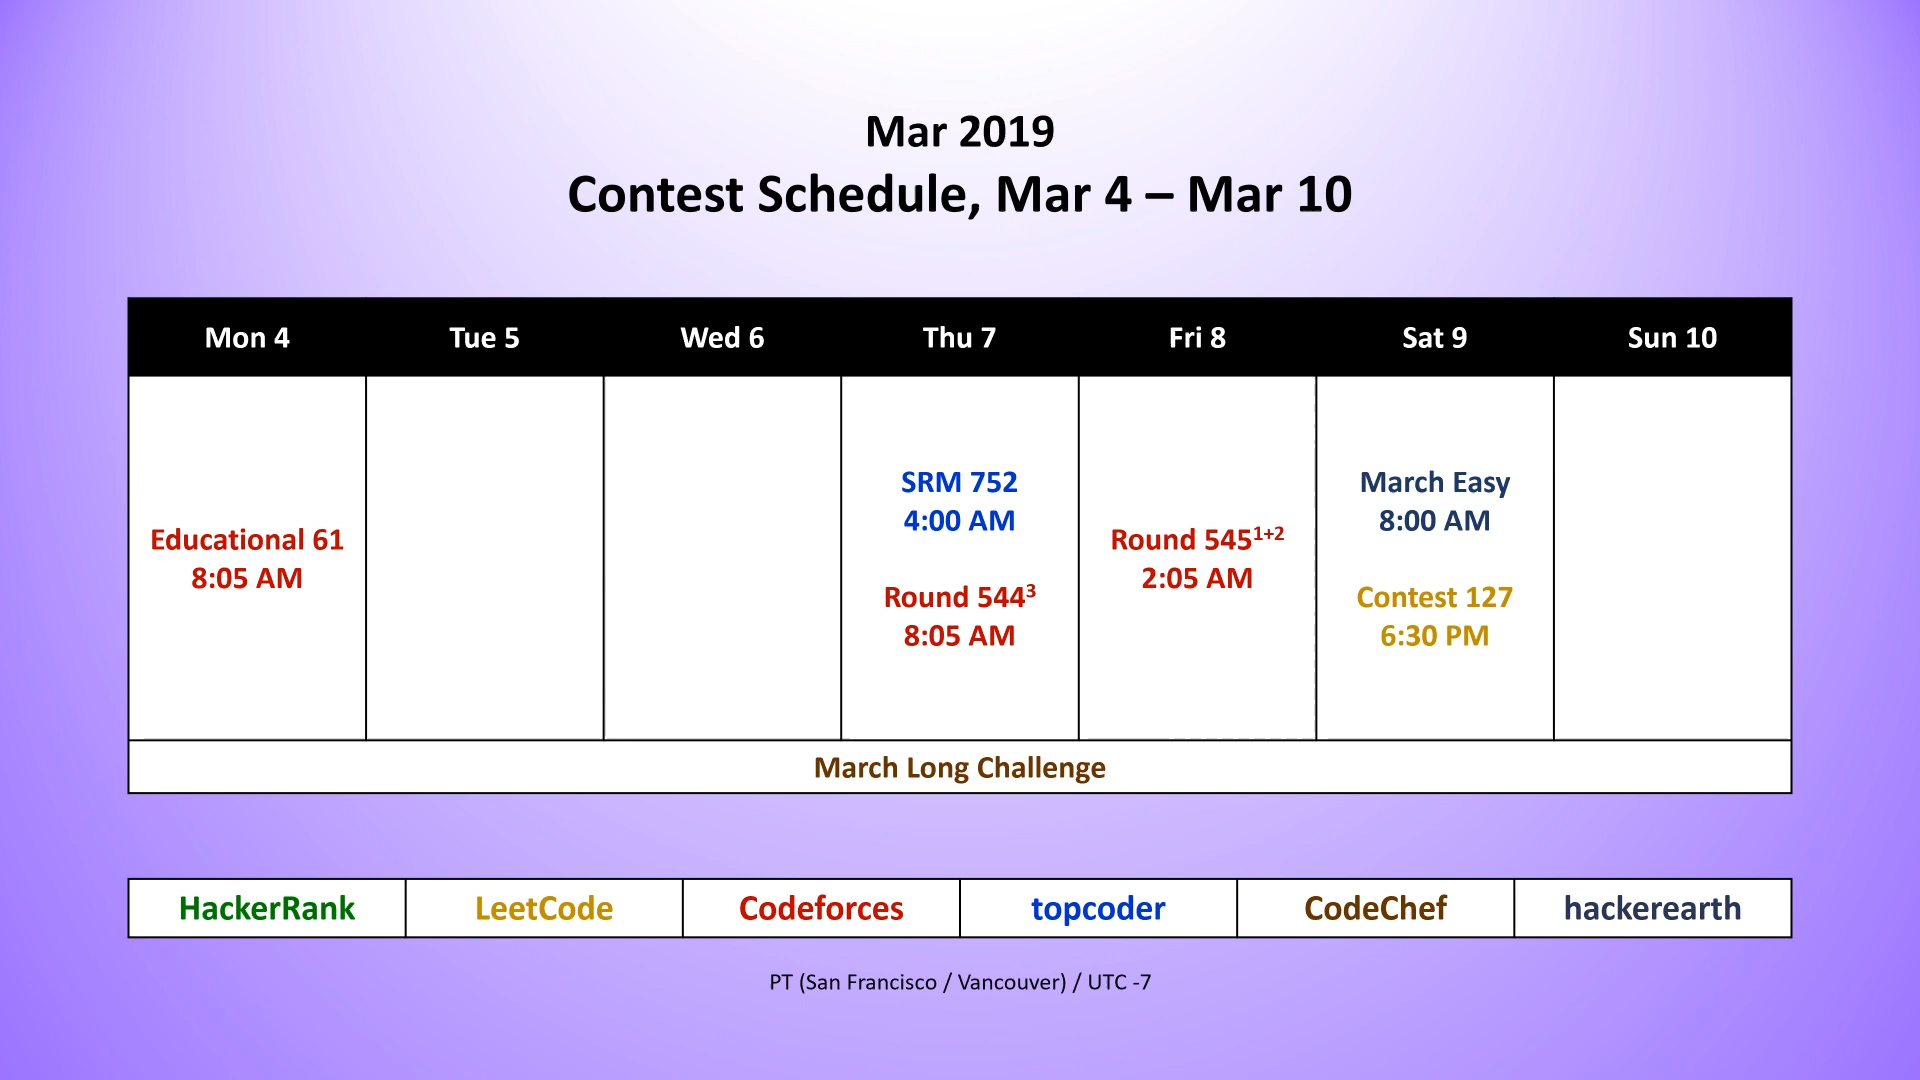 Mar 2019
Contest Schedule, Mar 4 – Mar 10
Mon 4 Tue 5 Wed 6 Thu 7 Fri 8 Sat 9 Sun 10
Educational 61
8:05 AM
SRM 752
4:00 AM
Round 544³
8:05 AM
Round 545¹⁺²
2:05 AM
March Easy
8:00 AM
Contest 127
6:30 PM
March Long Challenge
HackerRank LeetCode Codeforces topcoder CodeChef hackerearth
PT (San Francisco / Vancouver) / UTC -7